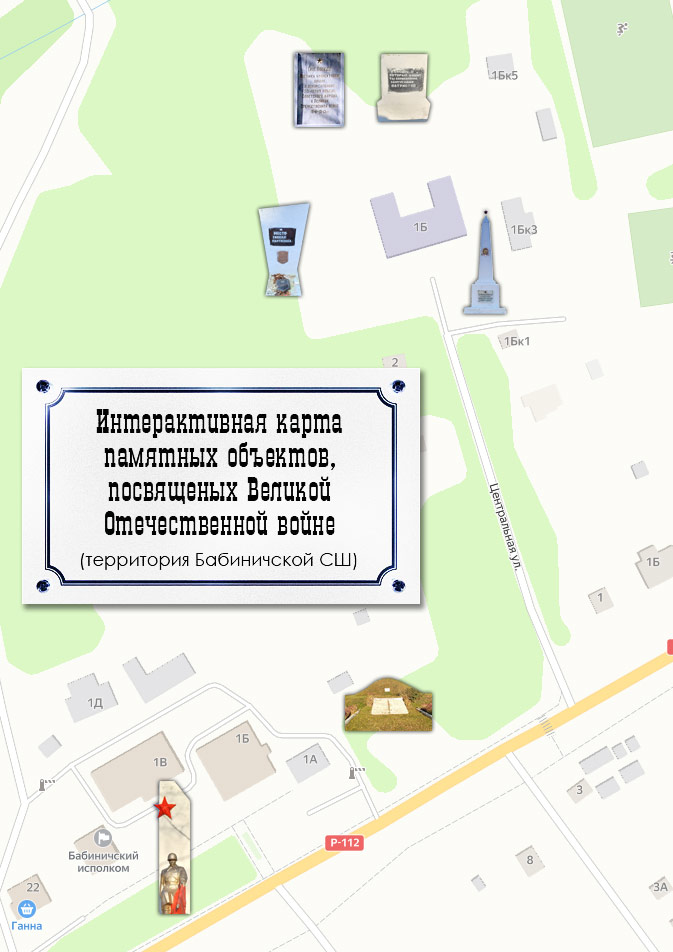 1Бк5
1Б
1Бк3
1Бк1
2
Интерактивная карта
памятных объектов,
посвященых Великой
Отечественной войне
(территория Бабиничской СШ)
Центральная ул.
1Б
1
1Д
1Б
1В
1А
3
Р-112
Бабиничский
исполком
8
22
3А
Ганна